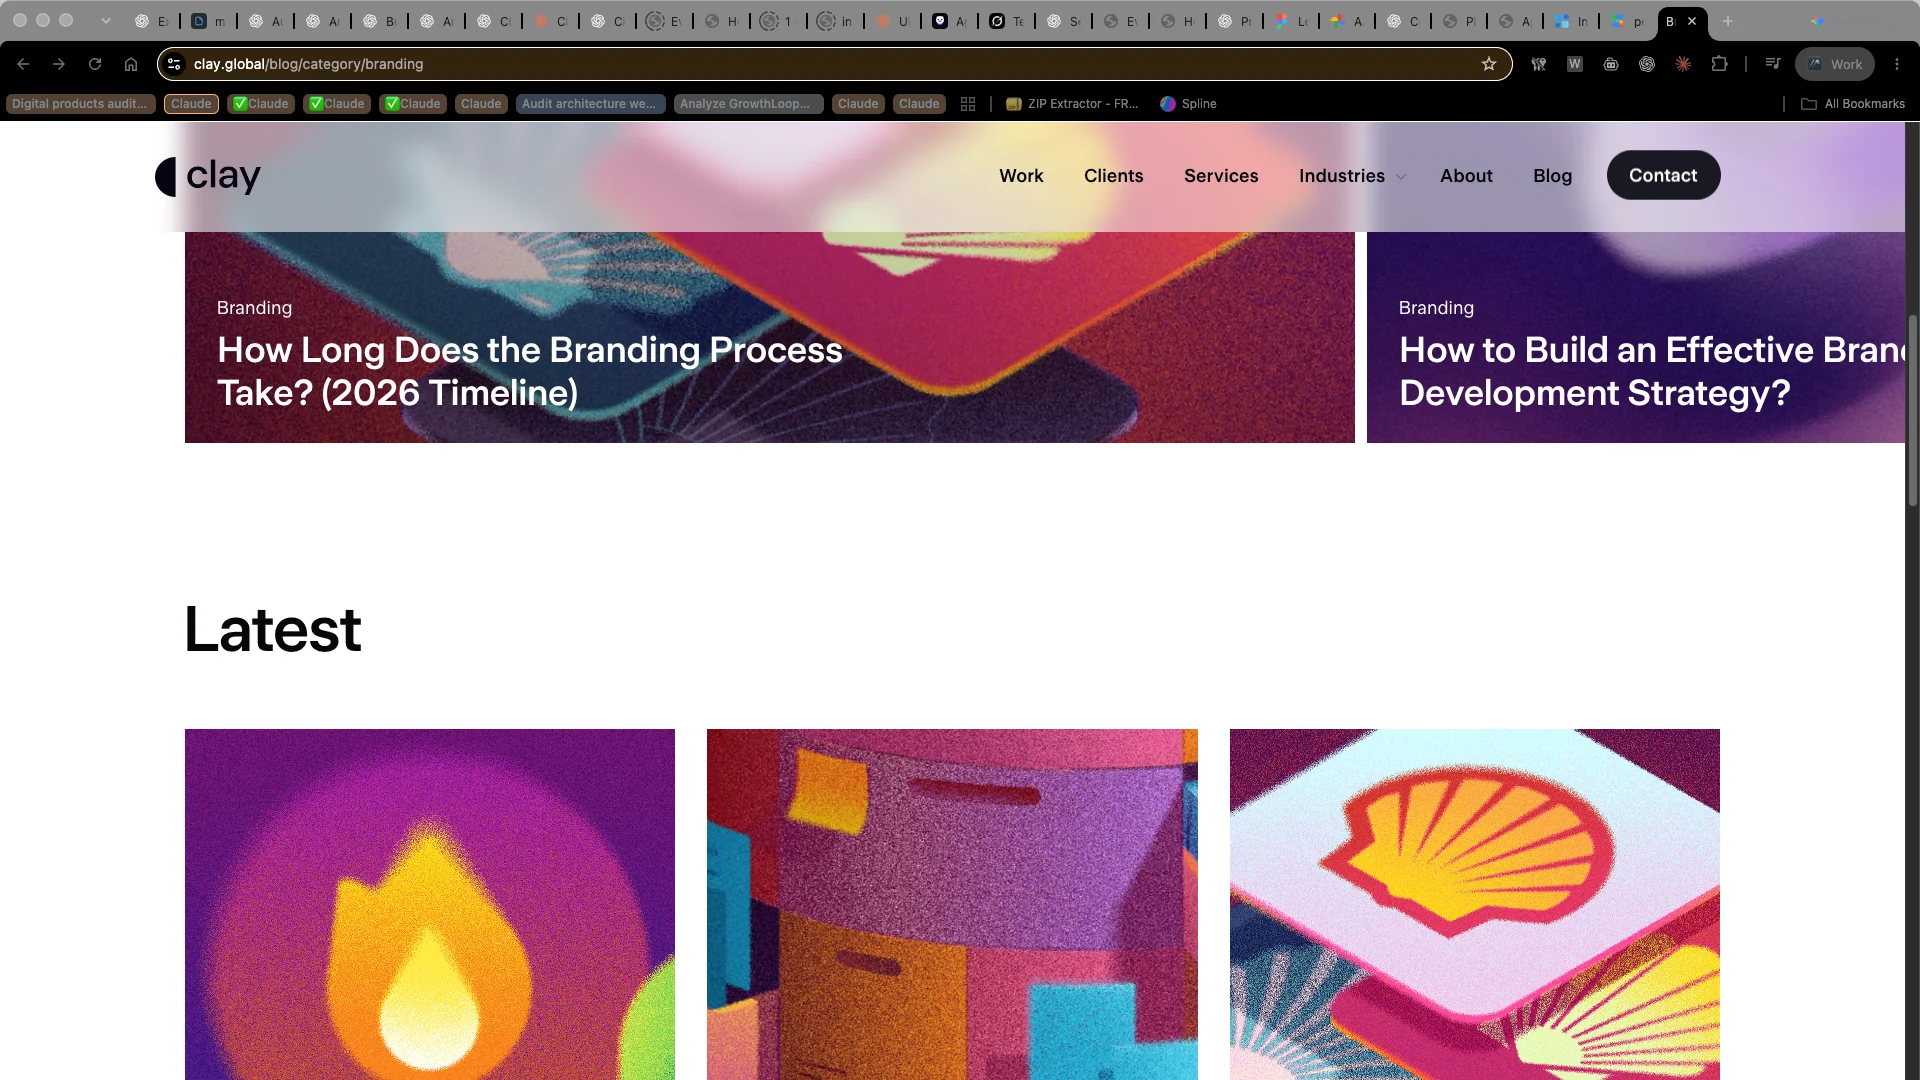 clay.global/blog/category/branding
Work
Digital products audit...
Claude
✅Claude
✅Claude
✅Claude
Claude
Audit architecture we...
Analyze GrowthLoop...
Claude
Claude
ZIP Extractor - FR...
Spline
All Bookmarks
clay
Work
Clients
Services
Industries
About
Blog
Contact
Branding
How Long Does the Branding Process
Take? (2026 Timeline)
Branding
How to Build an Effective Bran
Development Strategy?
Latest